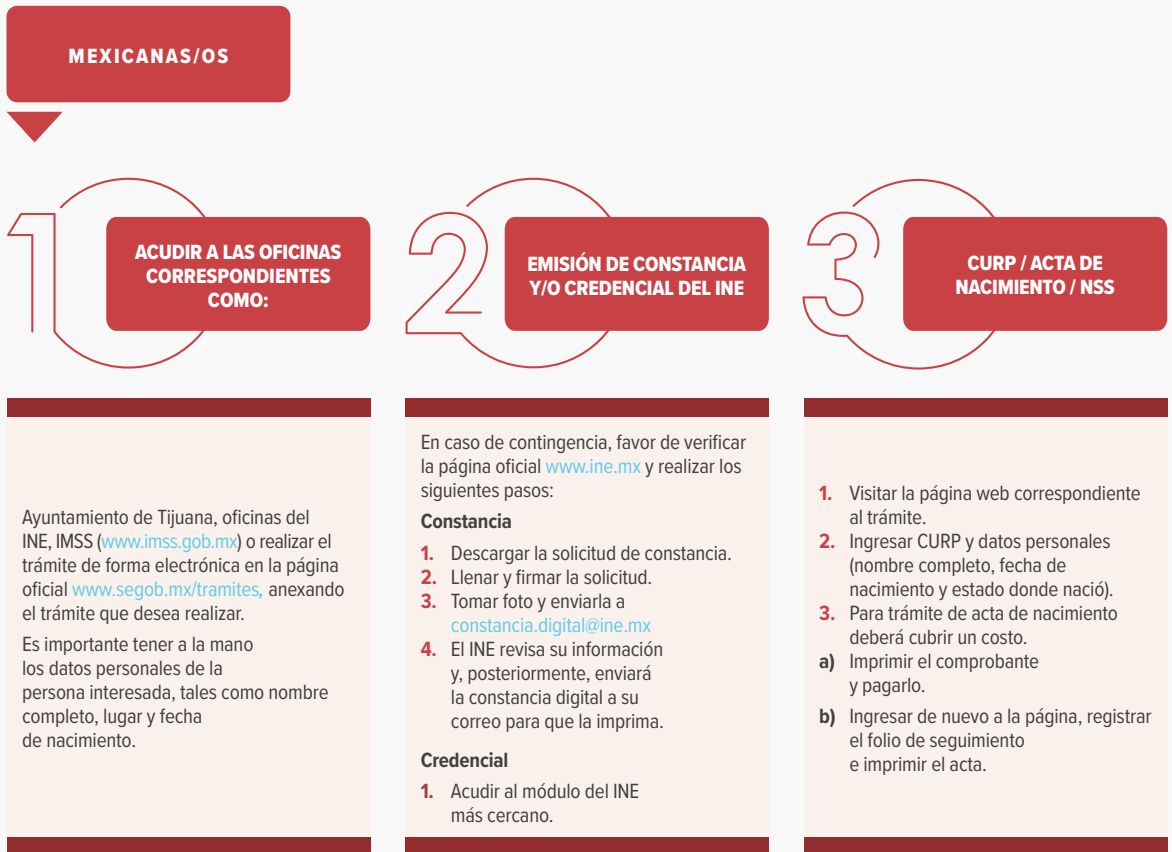 MEXICANAS/OS
1
ACUDIR A LAS OFICINAS
CORRESPONDIENTES
COMO:
Ayuntamiento de Tijuana, oficinas del
INE, IMSS (www.imss.gob.mx) o realizar el
trámite de forma electrónica en la página
oficial www.segob.mx/tramites, anexando
el trámite que desea realizar.
Es importante tener a la mano
los datos personales de la
persona interesada, tales como nombre
completo, lugar y fecha
de nacimiento.
2
EMISIÓN DE CONSTANCIA
Y/O CREDENCIAL DEL INE
En caso de contingencia, favor de verificar
la página oficial www.ine.mx y realizar los
siguientes pasos:
Constancia
1. Descargar la solicitud de constancia.
2. Llenar y firmar la solicitud.
3. Tomar foto y enviarla a
constancia.digital@ine.mx
4. El INE revisa su información
y, posteriormente, enviará
la constancia digital a su
correo para que la imprima.
Credencial
1. Acudir al módulo del INE
más cercano.
3
CURP / ACTA DE
NACIMIENTO / NSS
1. Visitar la página web correspondiente
al trámite.
2. Ingresar CURP y datos personales
(nombre completo, fecha de
nacimiento y estado donde nació).
3. Para trámite de acta de nacimiento
deberá cubrir un costo.
a) Imprimir el comprobante
y pagarlo.
b) Ingresar de nuevo a la página, registrar
el folio de seguimiento
e imprimir el acta.